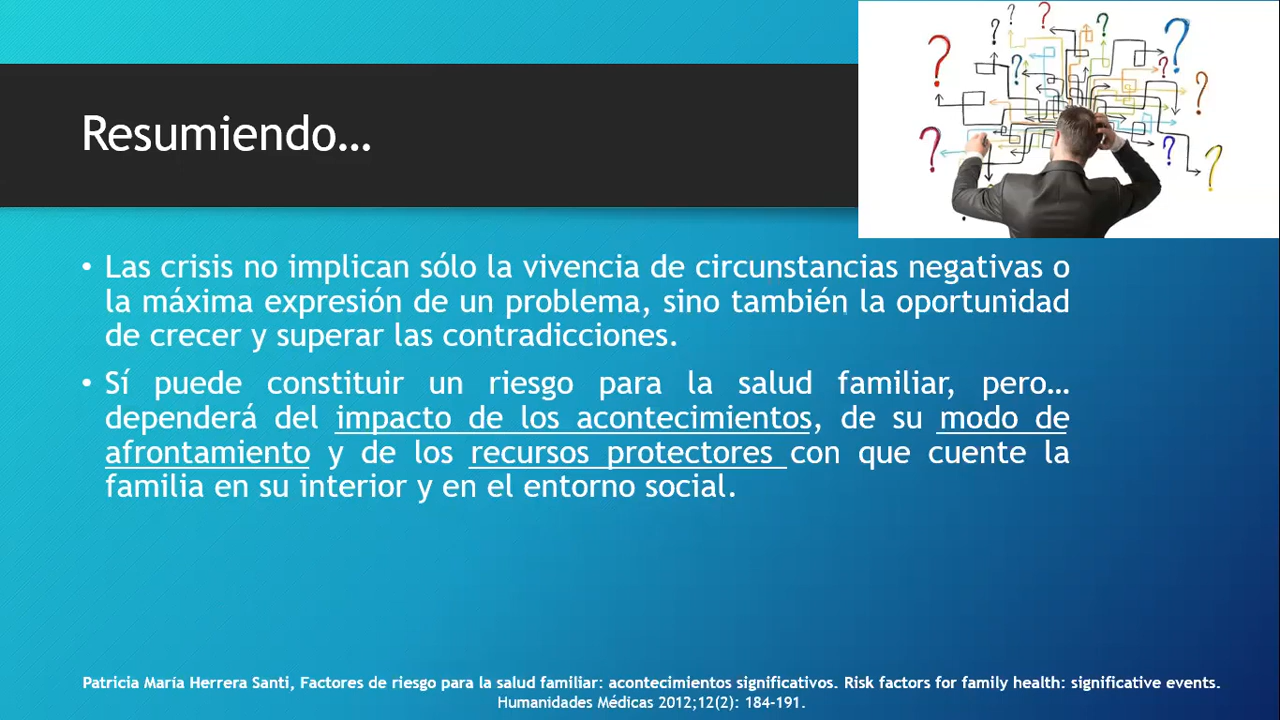 Resumiendo…
• Las crisis no implican sólo la vivencia de circunstancias negativas o
la máxima expresión de un problema, sino también la oportunidad
de crecer y superar las contradicciones.
• Sí puede constituir un riesgo para la salud familiar, pero…
dependerá del impacto de los acontecimientos, de su modo de
afrontamiento y de los recursos protectores con que cuente la
familia en su interior y en el entorno social.
Patricia María Herrera Santi, Factores de riesgo para la salud familiar: acontecimientos significativos. Risk factors for family health: significative events.
Humanidades Médicas 2012;12(2): 184-191.